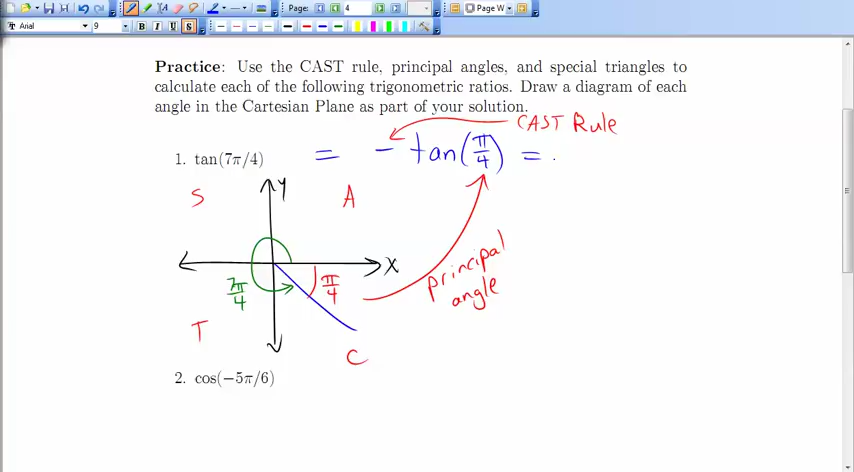 Page: 4 Page W
Arial 9 B I U S
Practice: Use the CAST rule, principal angles, and special triangles to
calculate each of the following trigonometric ratios. Draw a diagram of each
angle in the Cartesian Plane as part of your solution.
CAST Rule
1. tan(7π/4) = - tan(π/4) =
S y A
x
7π/4 π/4 principal
angle
T
C
2. cos(−5π/6)